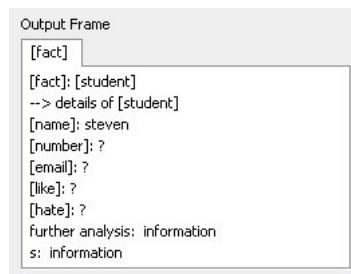 Output Frame
[fact]
[fact]: [student]
--> details of [student]
[name]: steven
[number]: ?
[email]: ?
[like]: ?
[hate]: ?
further analysis:  information
s:  information